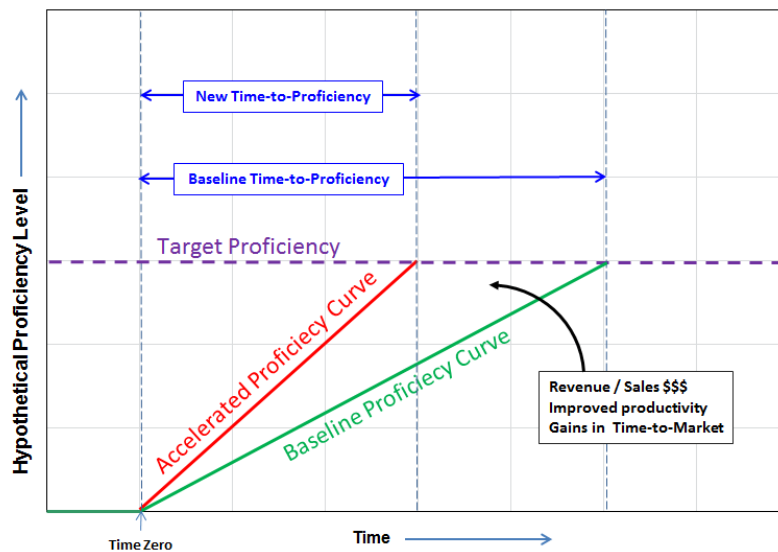 New Time-to-Proficiency
Baseline Time-to-Proficiency
Hypothetical Proficiency Level
Target Proficiency
Accelerated Proficiecy Curve
Baseline Proficiecy Curve
Revenue / Sales $$$
Improved productivity
Gains in Time-to-Market
Time
Time Zero